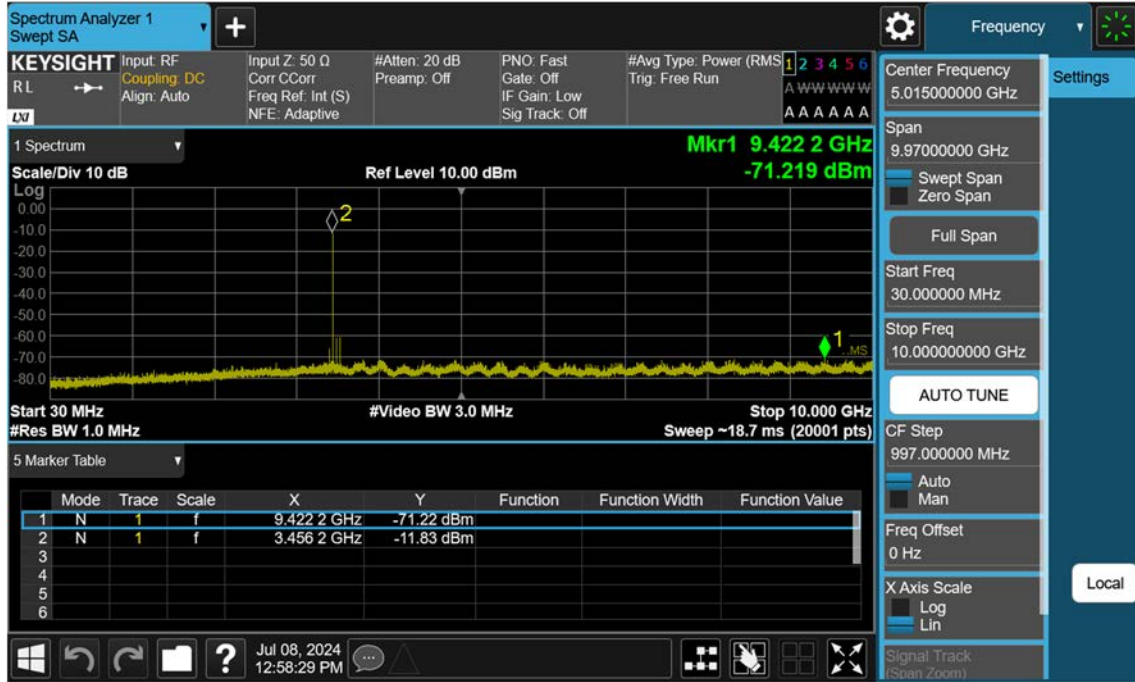 Spectrum Analyzer 1
Swept SA
Frequency
KEYSIGHT
R L
LXI
Input: RF
Coupling: DC
Align: Auto
Input Z: 50 Ω
Corr CCorr
Freq Ref: Int (S)
NFE: Adaptive
#Atten: 20 dB
Preamp: Off
PNO: Fast
Gate: Off
IF Gain: Low
Sig Track: Off
#Avg Type: Power (RMS
Trig: Free Run
1 2 3 4 5 6
A W W W W W
A A A A A A
1 Spectrum
Scale/Div 10 dB
Ref Level 10.00 dBm
Mkr1 9.422 2 GHz
-71.219 dBm
Log
0.00
-10.0
-20.0
-30.0
-40.0
-50.0
-60.0
-70.0
-80.0
2
1
..MS
Start 30 MHz
#Video BW 3.0 MHz
Stop 10.000 GHz
#Res BW 1.0 MHz
Sweep ~18.7 ms (20001 pts)
5 Marker Table
Mode Trace Scale X Y Function Function Width Function Value
1 N 1 f 9.422 2 GHz -71.22 dBm
2 N 1 f 3.456 2 GHz -11.83 dBm
3
4
5
6
?
Jul 08, 2024
12:58:29 PM
Center Frequency
5.015000000 GHz
Settings
Span
9.97000000 GHz
Swept Span
Zero Span
Full Span
Start Freq
30.000000 MHz
Stop Freq
10.000000000 GHz
AUTO TUNE
CF Step
997.000000 MHz
Auto
Man
Freq Offset
0 Hz
X Axis Scale
Log
Lin
Local
Signal Track
(Span Zoom)